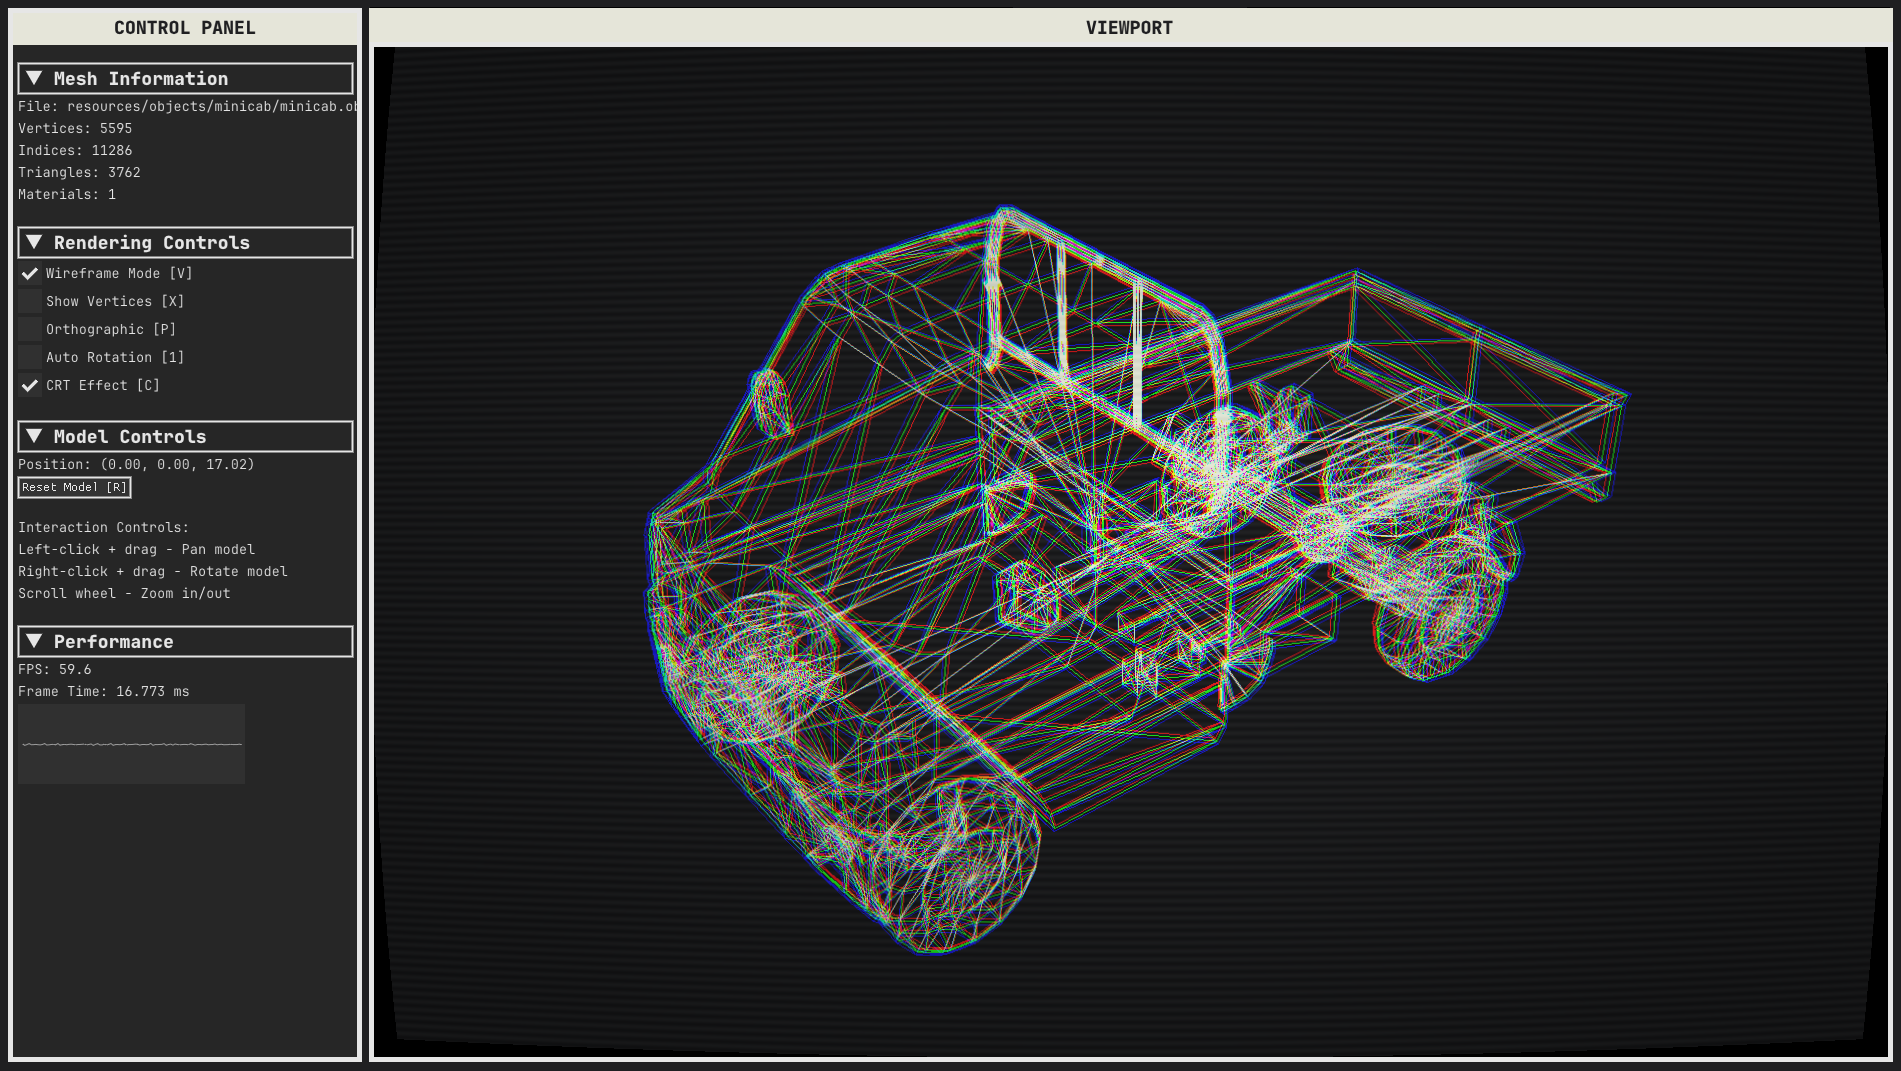 CONTROL PANEL
▼ Mesh Information
File: resources/objects/minicab/minicab.ob
Vertices: 5595
Indices: 11286
Triangles: 3762
Materials: 1
▼ Rendering Controls
Wireframe Mode [V]
Show Vertices [X]
Orthographic [P]
Auto Rotation [1]
CRT Effect [C]
▼ Model Controls
Position: (0.00, 0.00, 17.02)
Reset Model [R]
Interaction Controls:
Left-click + drag - Pan model
Right-click + drag - Rotate model
Scroll wheel - Zoom in/out
▼ Performance
FPS: 59.6
Frame Time: 16.773 ms
VIEWPORT